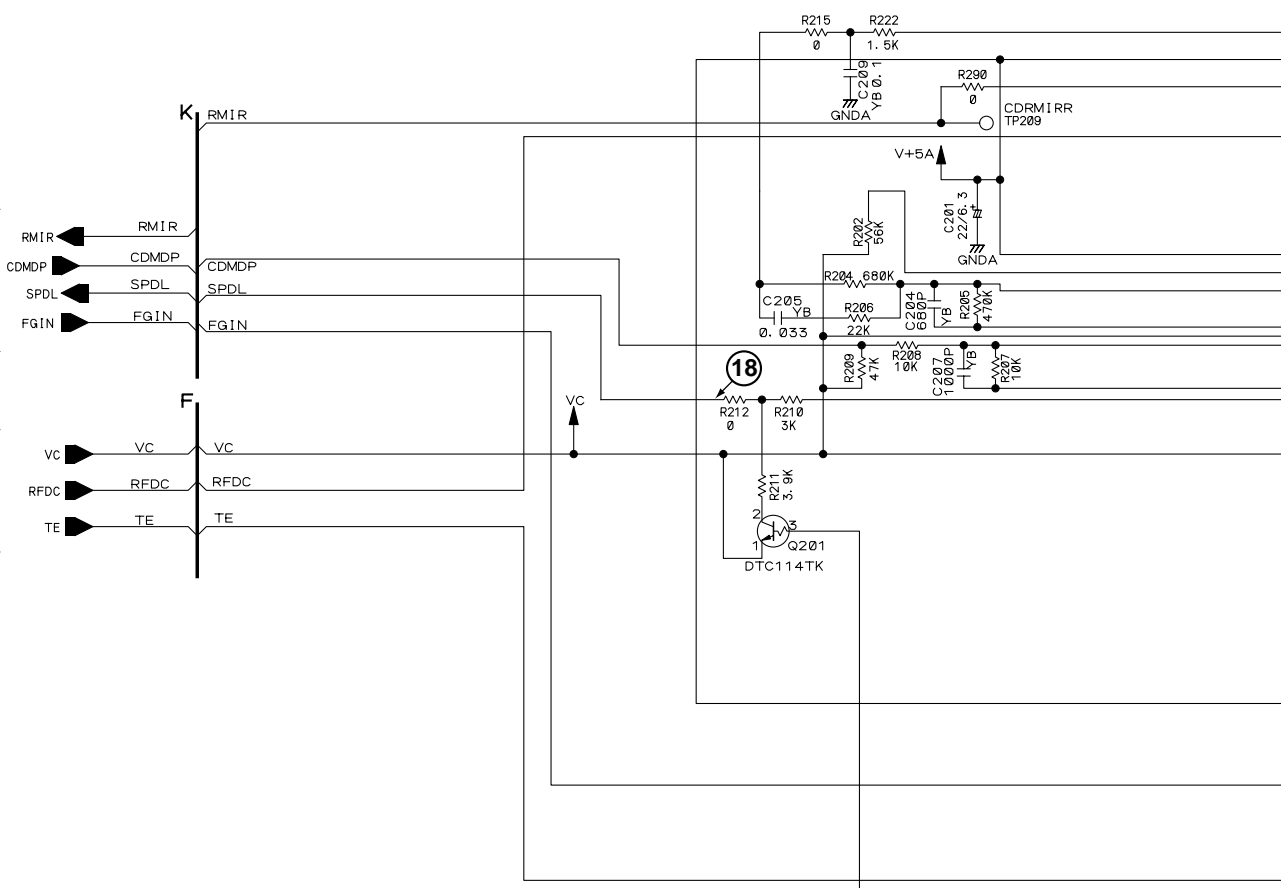 R215
0
R222
1.5K
C209
YB 0.1
GNDA
R290
0
CDRMIRR
TP209
K
RMIR
V+5A
C201
22/6.3
+
GNDA
RMIR
RMIR
R202
56K
CDMDP
CDMDP
CDMDP
R204 680K
SPDL
SPDL
SPDL
C205
YB
0.033
R206
22K
C204
680P
YB
R205
470K
FGIN
FGIN
FGIN
R209
47K
R208
10K
C207
1000P
YB
R207
10K
18
F
VC
R212
0
R210
3K
VC
VC
VC
RFDC
RFDC
RFDC
R211
3.9K
TE
TE
TE
2
3
1
Q201
DTC114TK